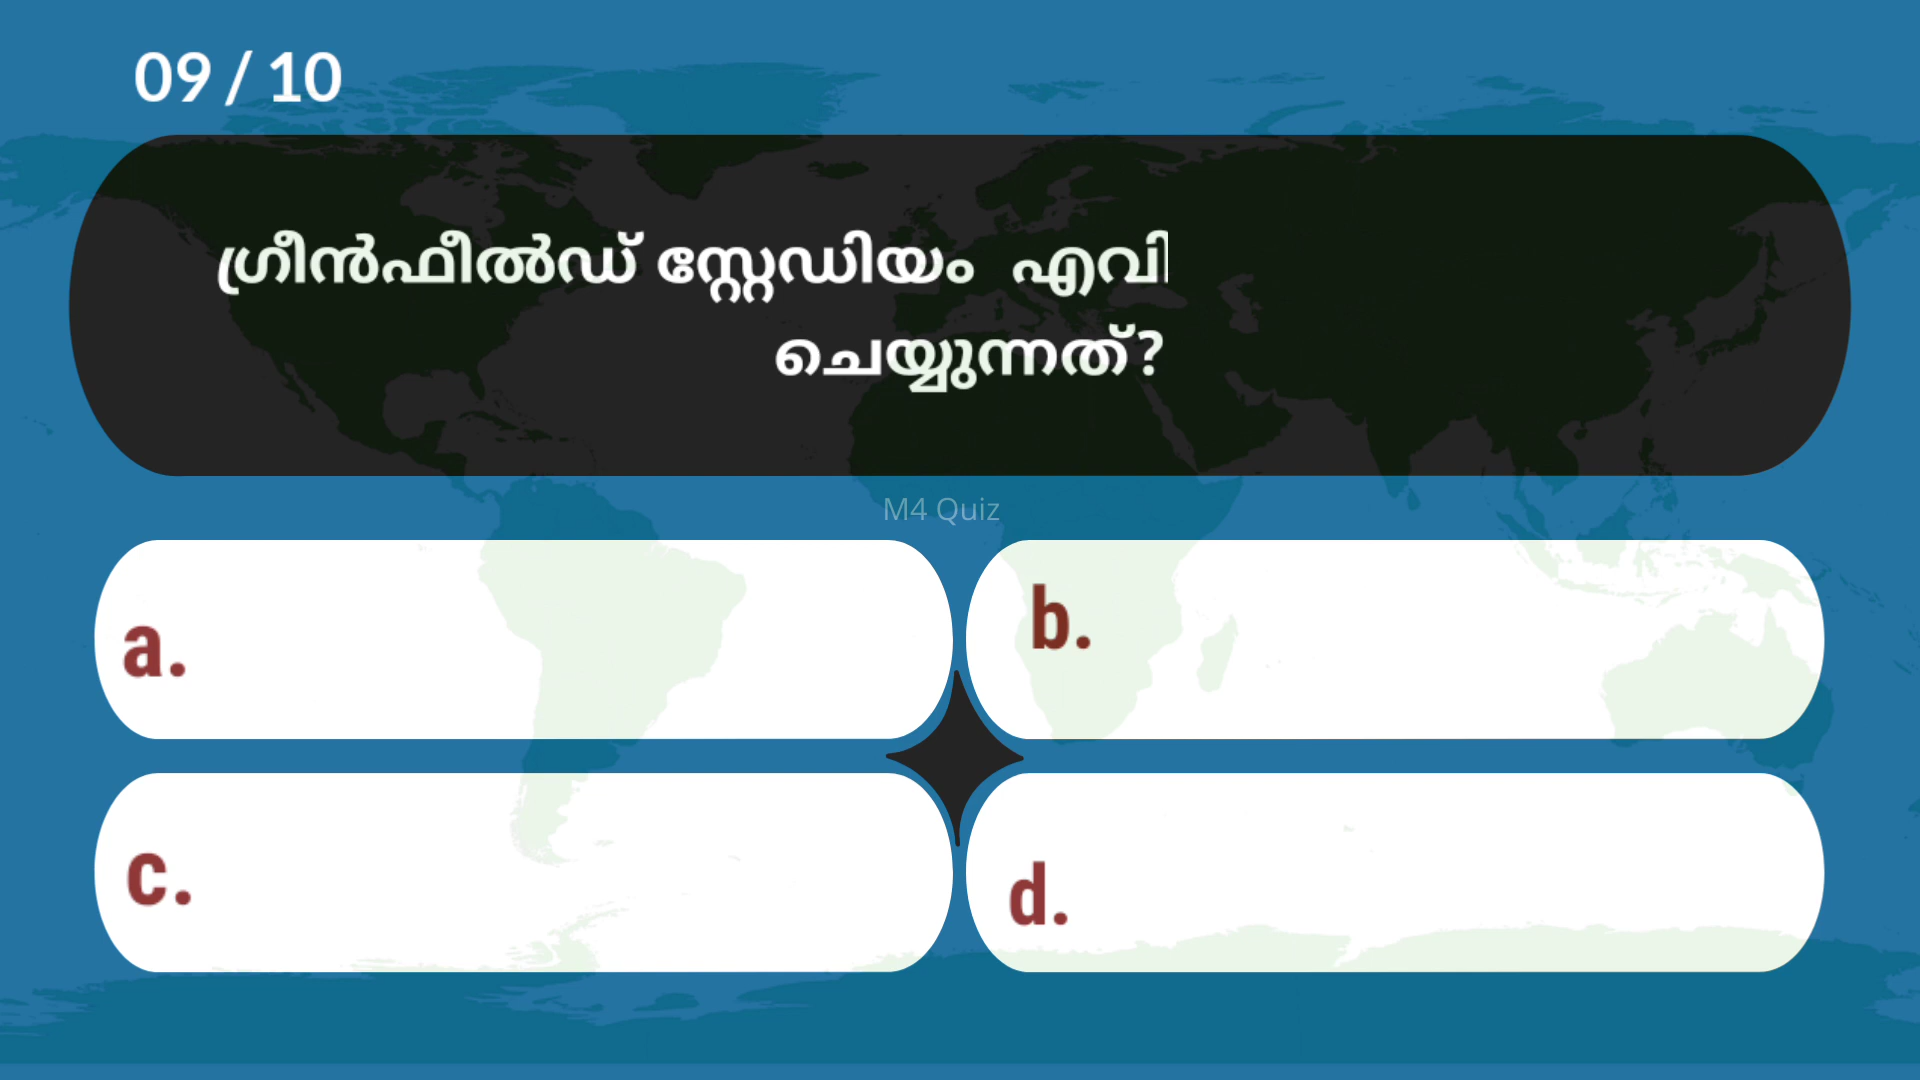 09 / 10
ഗ്രീൻഫീൽഡ് സ്റ്റേഡിയം എവി
ചെയ്യുന്നത്?
M4 Quiz
a.
b.
c.
d.